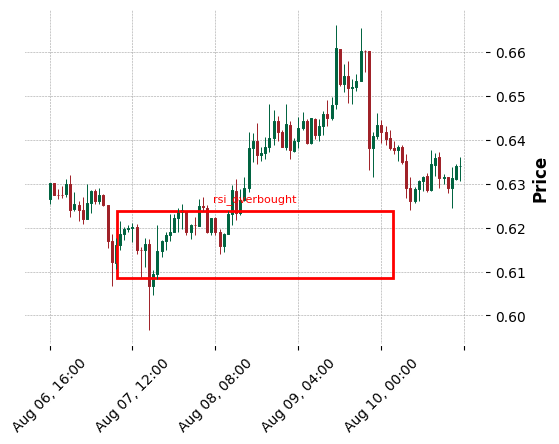 0.66
0.65
0.64
0.63
0.62
0.61
0.60
Price
rsi_overbought
Aug 06, 16:00
Aug 07, 12:00
Aug 08, 08:00
Aug 09, 04:00
Aug 10, 00:00